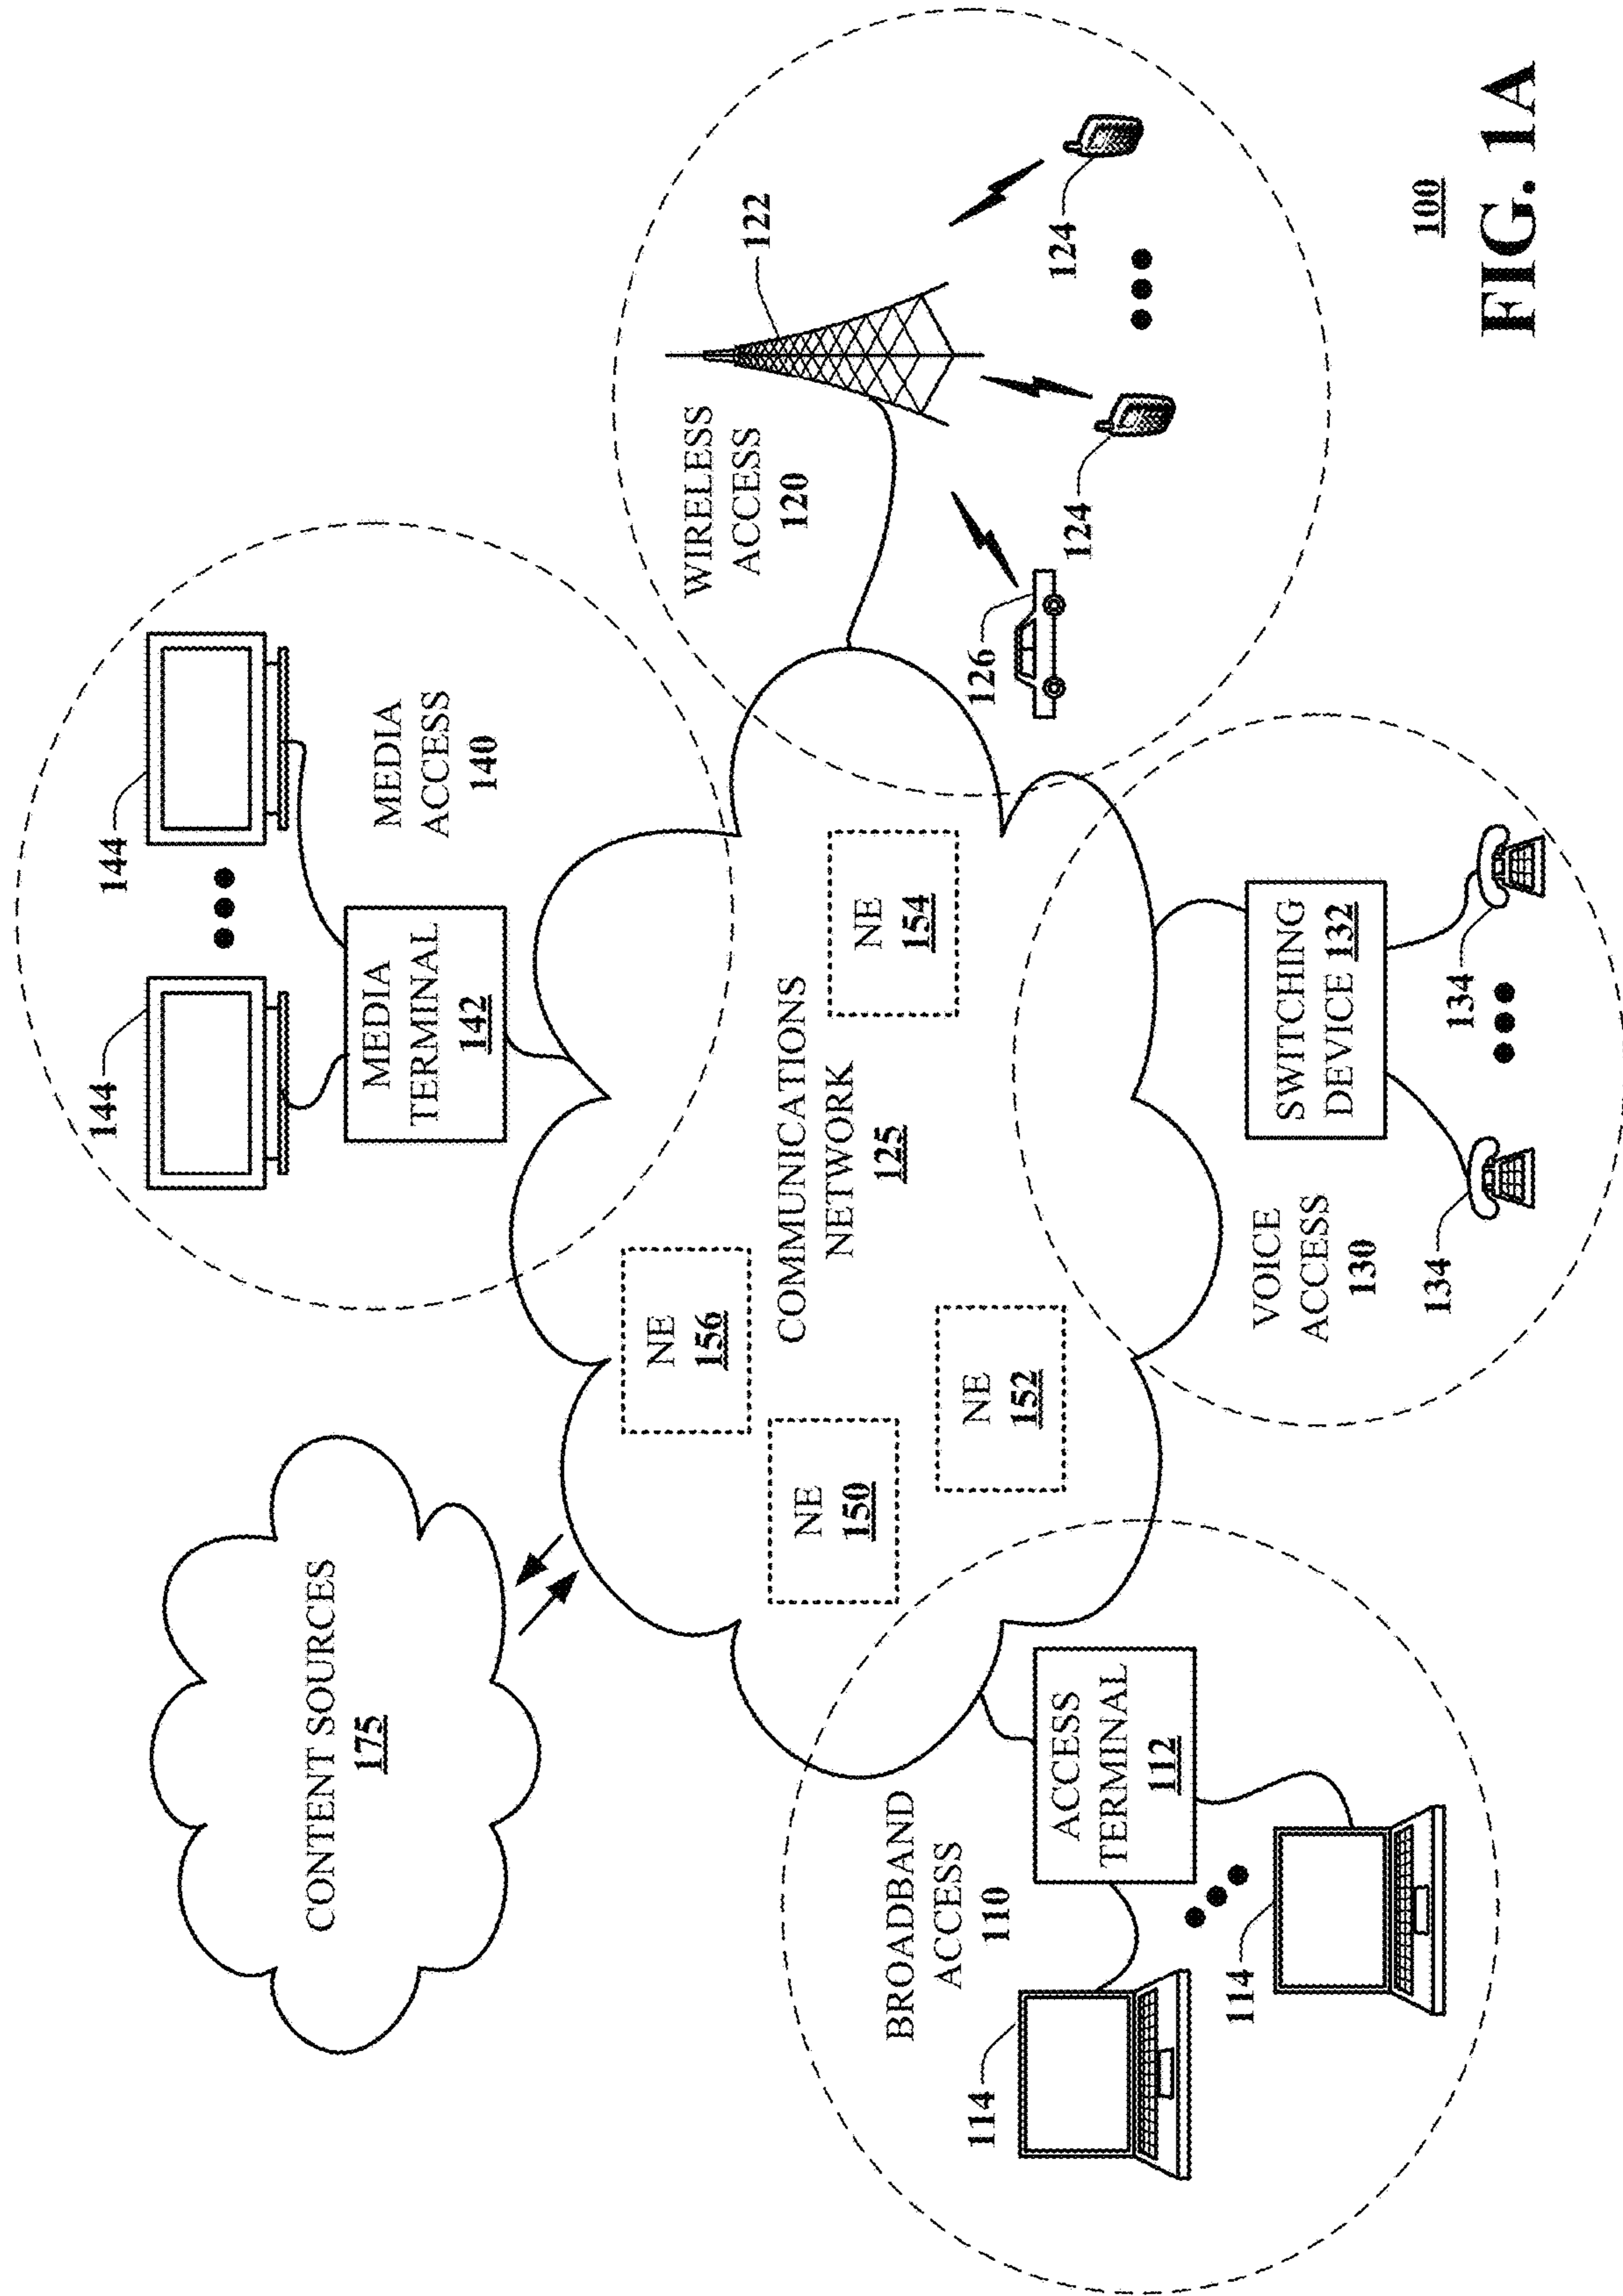 CONTENT SOURCES
175
144
144
MEDIA
TERMINAL
142
MEDIA
ACCESS
140
NE
156
NE
150
NE
152
COMMUNICATIONS
NETWORK
125
NE
154
WIRELESS
ACCESS
120
122
126
124
124
BROADBAND
ACCESS
110
ACCESS
TERMINAL
112
114
114
VOICE
ACCESS
130
SWITCHING
DEVICE 132
134
134
100
FIG. 1A